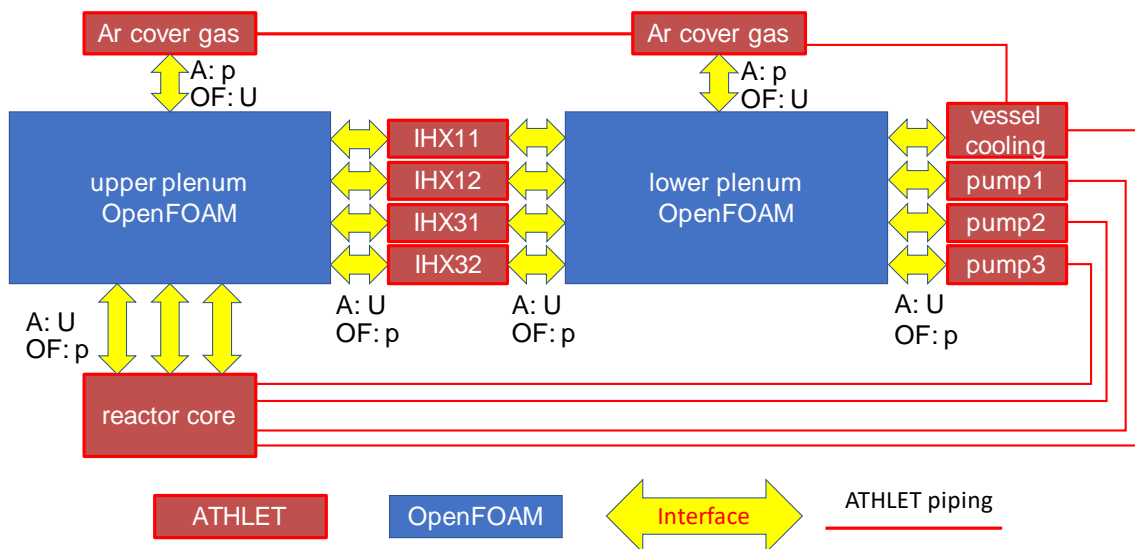 Ar cover gas
Ar cover gas
A: p
OF: U
A: p
OF: U
upper plenum
OpenFOAM
IHX11
IHX12
IHX31
IHX32
lower plenum
OpenFOAM
vessel
cooling
pump1
pump2
pump3
A: U
OF: p
A: U
OF: p
A: U
OF: p
A: U
OF: p
reactor core
ATHLET
OpenFOAM
Interface
ATHLET piping